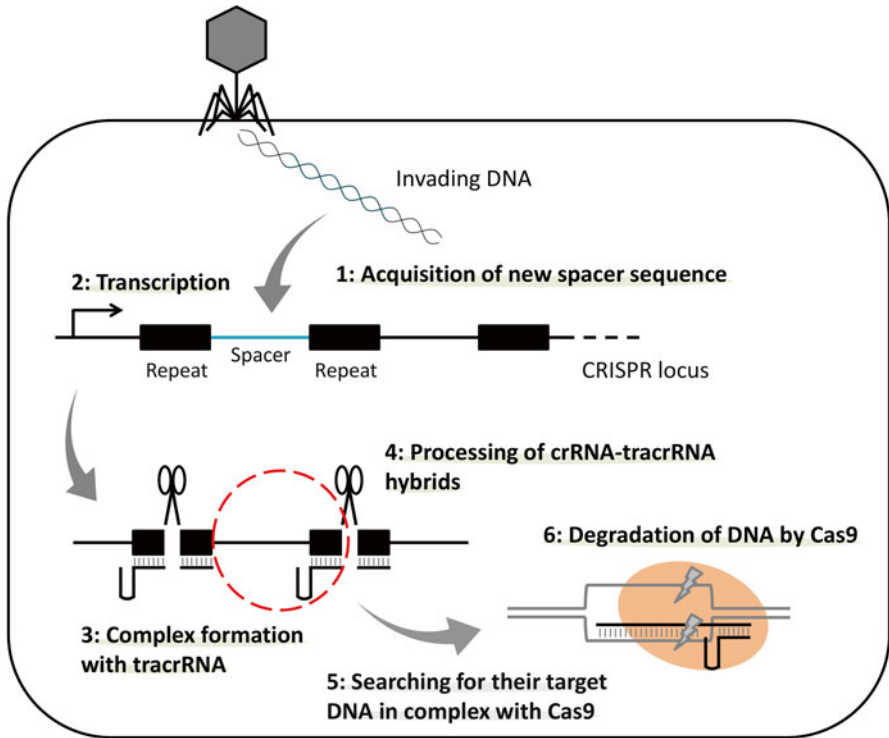 Invading DNA
1: Acquisition of new spacer sequence
2: Transcription
Repeat
Spacer
Repeat
CRISPR locus
4: Processing of crRNA-tracrRNA
hybrids
3: Complex formation
with tracrRNA
5: Searching for their target
DNA in complex with Cas9
6: Degradation of DNA by Cas9